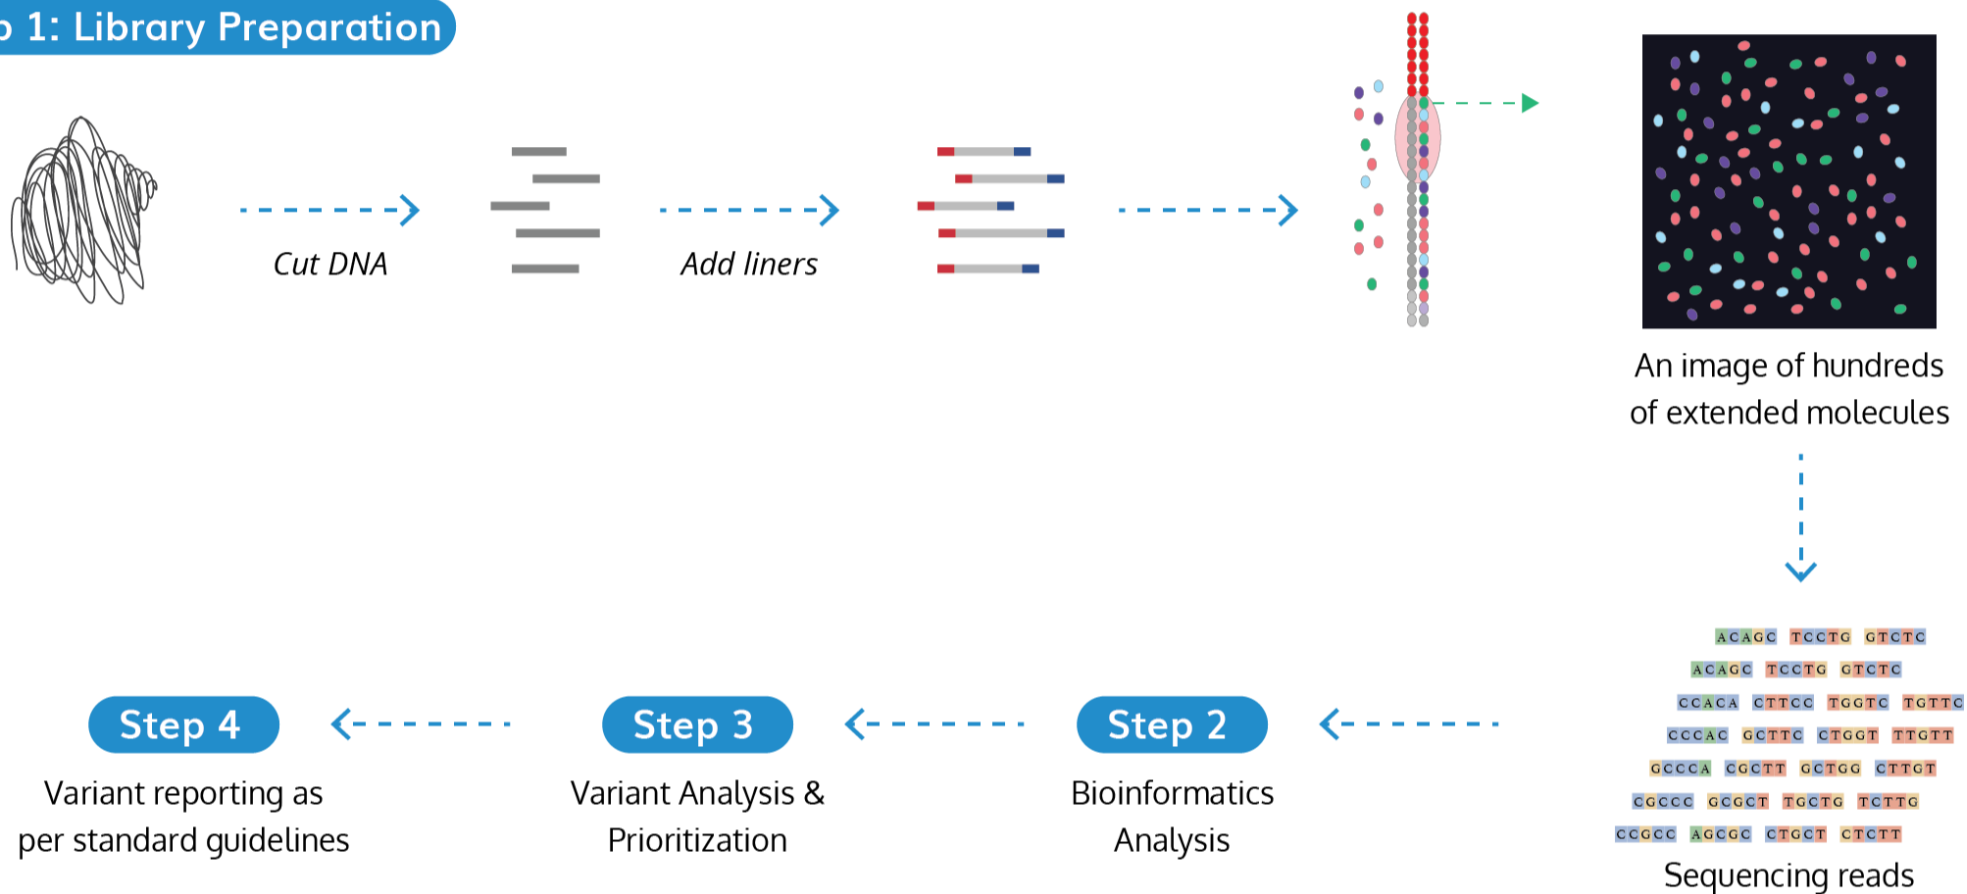 p 1: Library Preparation
Cut DNA
Add liners
An image of hundreds
of extended molecules
ACAGC TCCTG GTCTC
ACAGC TCCTG GTCTC
CCACA CTTCC TGGTC TGTTC
CCCAC GCTTC CTGGT TTGTT
GCCCA CGCTT GCTGG CTTGT
CGCCC GCGCT TGCTG TCTTG
CCGCC AGCGC CTGCT CTCTT
Sequencing reads
Step 2
Bioinformatics
Analysis
Step 3
Variant Analysis &
Prioritization
Step 4
Variant reporting as
per standard guidelines